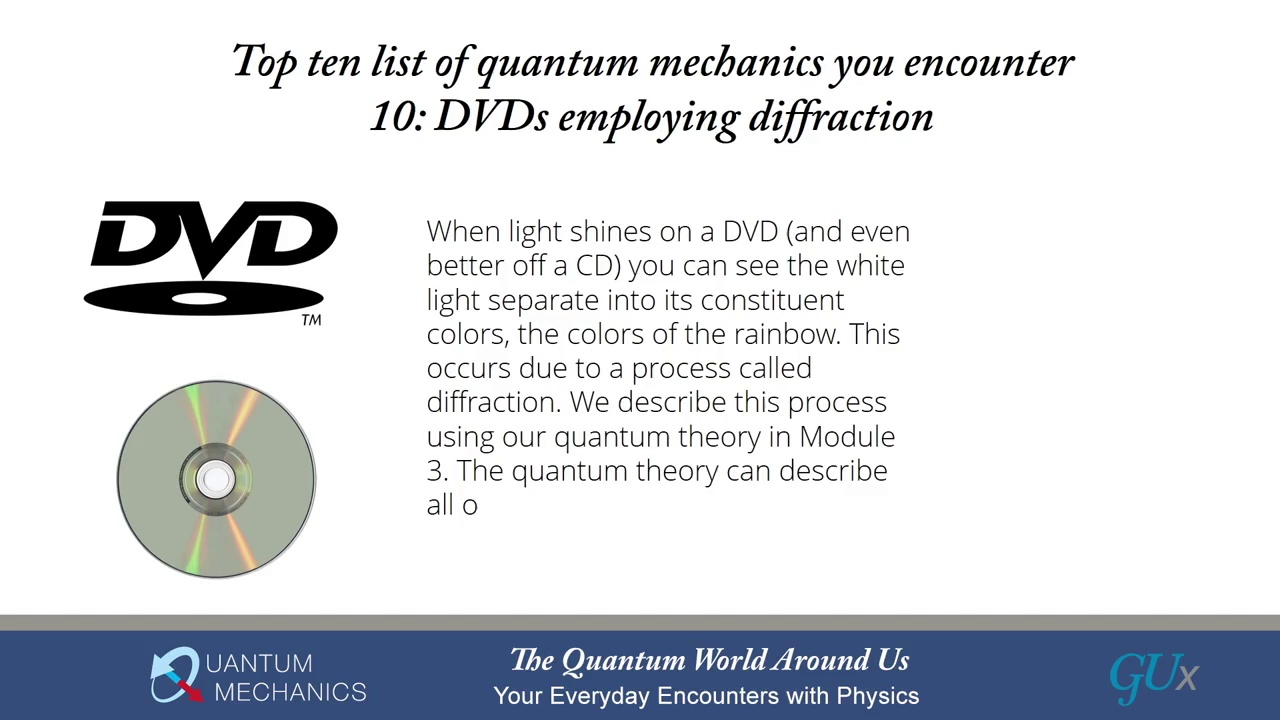 Top ten list of quantum mechanics you encounter
10: DVDs employing diffraction
DVD
TM
When light shines on a DVD (and even
better off a CD) you can see the white
light separate into its constituent
colors, the colors of the rainbow. This
occurs due to a process called
diffraction. We describe this process
using our quantum theory in Module
3. The quantum theory can describe
all o
QUANTUM
MECHANICS
The Quantum World Around Us
Your Everyday Encounters with Physics
GUx